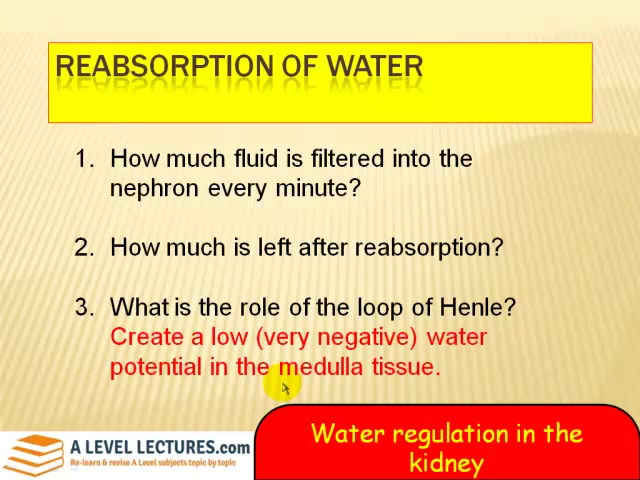 REABSORPTION OF WATER
1. How much fluid is filtered into the
nephron every minute?
2. How much is left after reabsorption?
3. What is the role of the loop of Henle?
Create a low (very negative) water
potential in the medulla tissue.
Water regulation in the
kidney
A LEVEL LECTURES.com
Re-learn & revise A Level subjects topic by topic